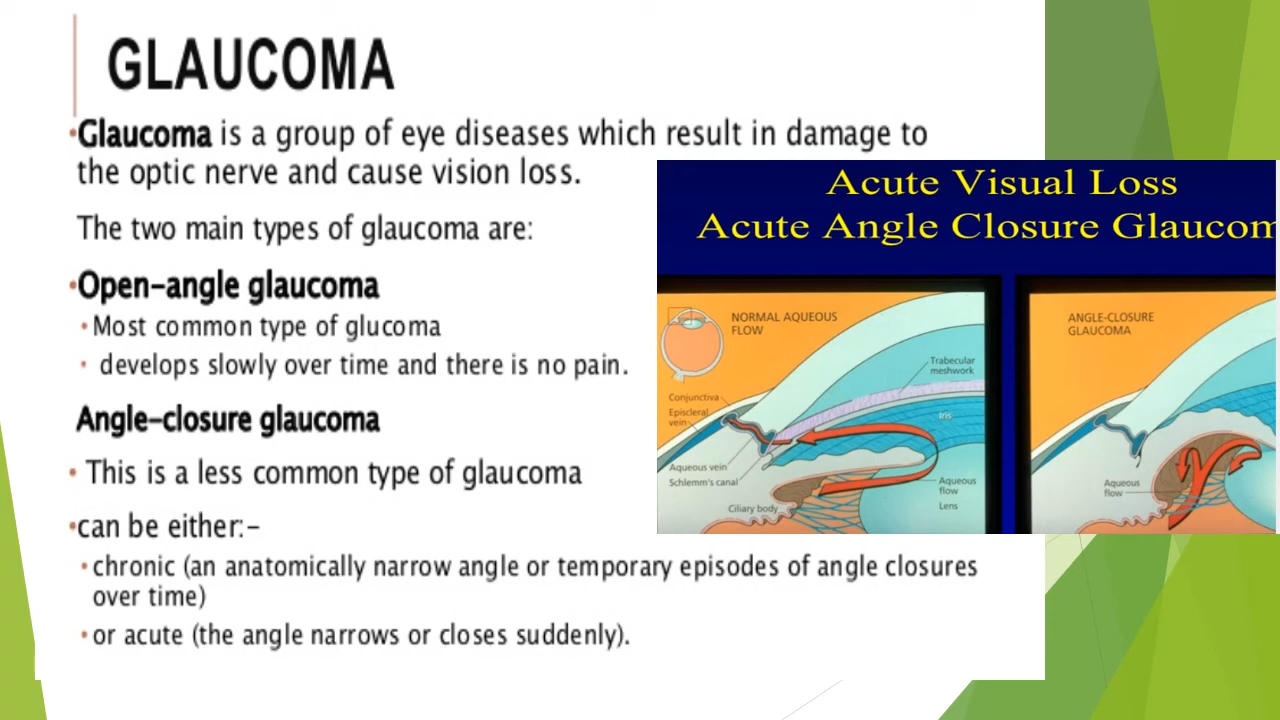 GLAUCOMA
•Glaucoma is a group of eye diseases which result in damage to
the optic nerve and cause vision loss.
The two main types of glaucoma are:
•Open-angle glaucoma
• Most common type of glucoma
• develops slowly over time and there is no pain.
Angle-closure glaucoma
• This is a less common type of glaucoma
•can be either:-
• chronic (an anatomically narrow angle or temporary episodes of angle closures
over time)
• or acute (the angle narrows or closes suddenly).
Acute Visual Loss
Acute Angle Closure Glaucom
NORMAL AQUEOUS
FLOW
Trabecular
meshwork
Conjunctiva
Episcleral
vein
Iris
Aqueous vein
Schlemm's canal
Aqueous
flow
Lens
Ciliary body
ANGLE-CLOSURE
GLAUCOMA
Aqueous
flow